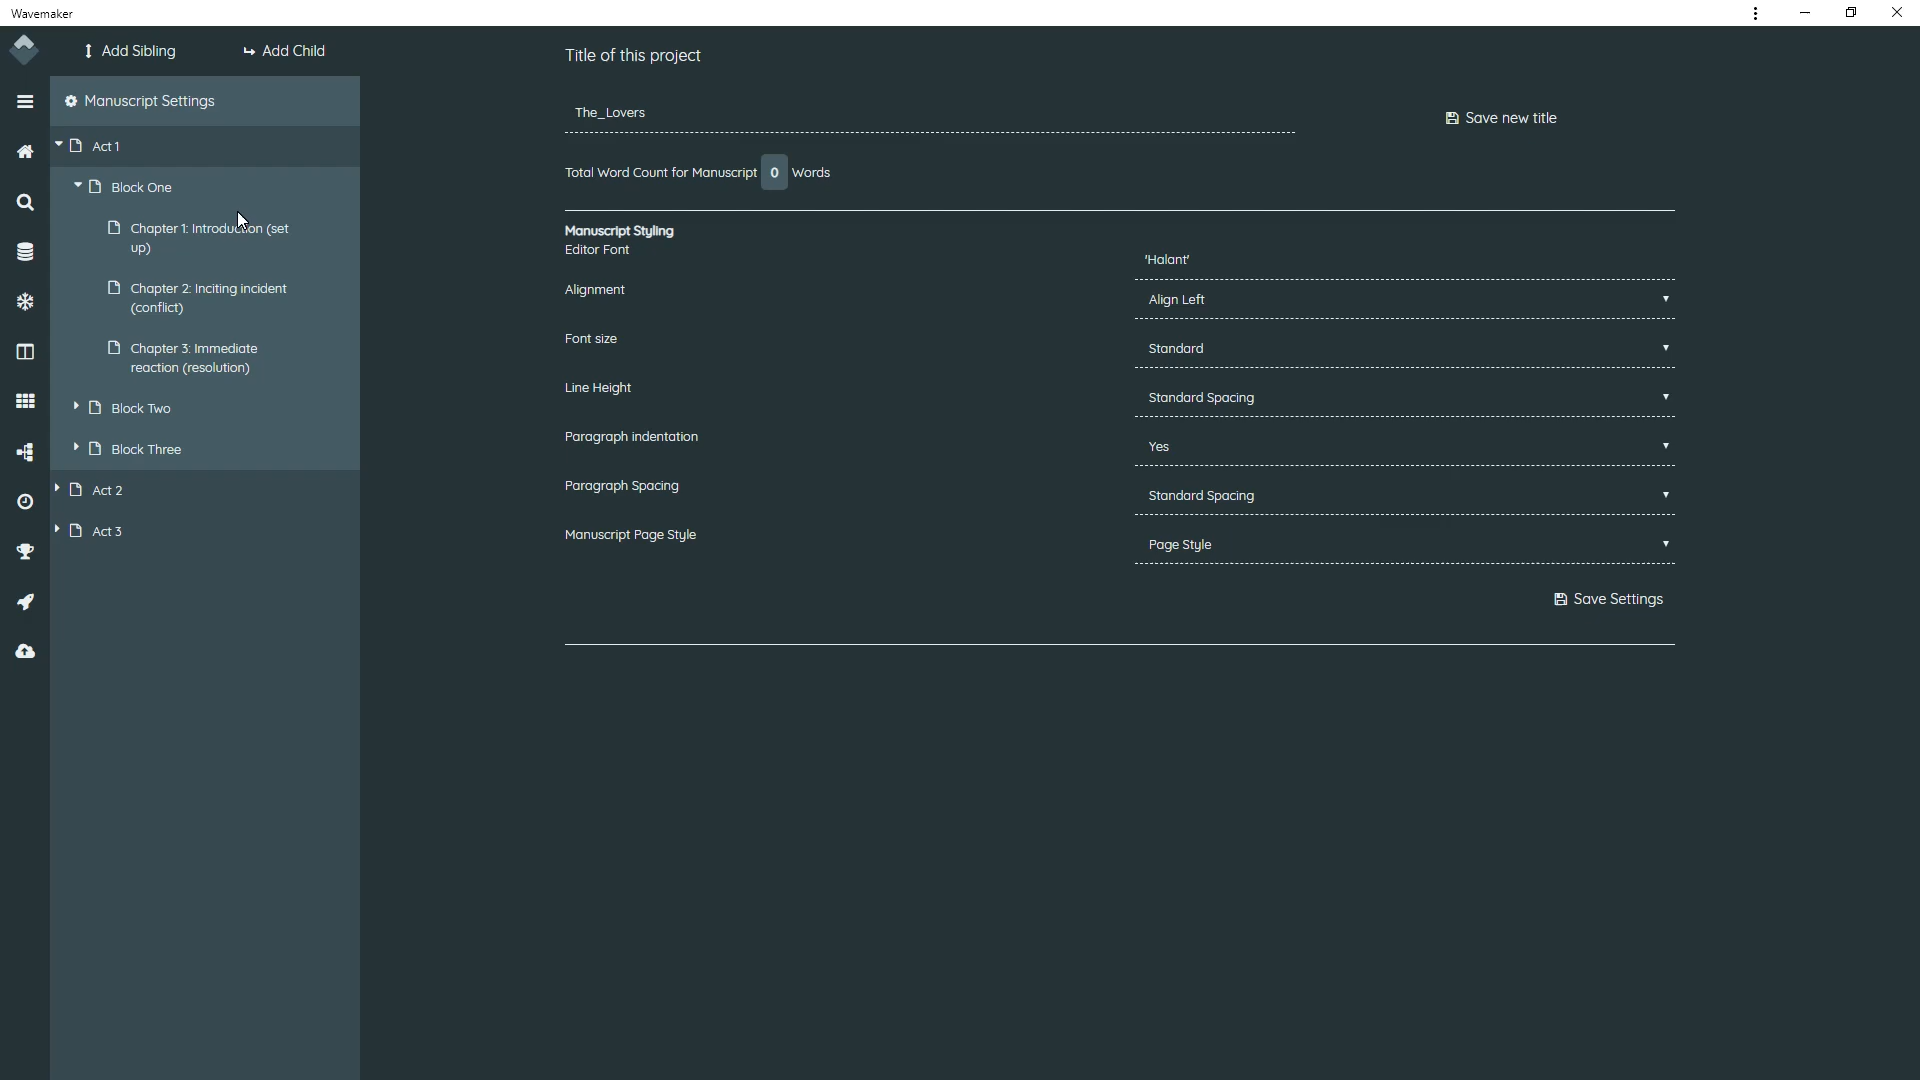 Wavemaker
Add Sibling
Add Child
Manuscript Settings
Act 1
Block One
Chapter 1: Introduction (set
up)
Chapter 2: Inciting incident
(conflict)
Chapter 3: Immediate
reaction (resolution)
Block Two
Block Three
Act 2
Act 3
Title of this project
The_Lovers
Save new title
Total Word Count for Manuscript 0 Words
Manuscript Styling
Editor Font
'Halant'
Alignment
Align Left
Font size
Standard
Line Height
Standard Spacing
Paragraph indentation
Yes
Paragraph Spacing
Standard Spacing
Manuscript Page Style
Page Style
Save Settings